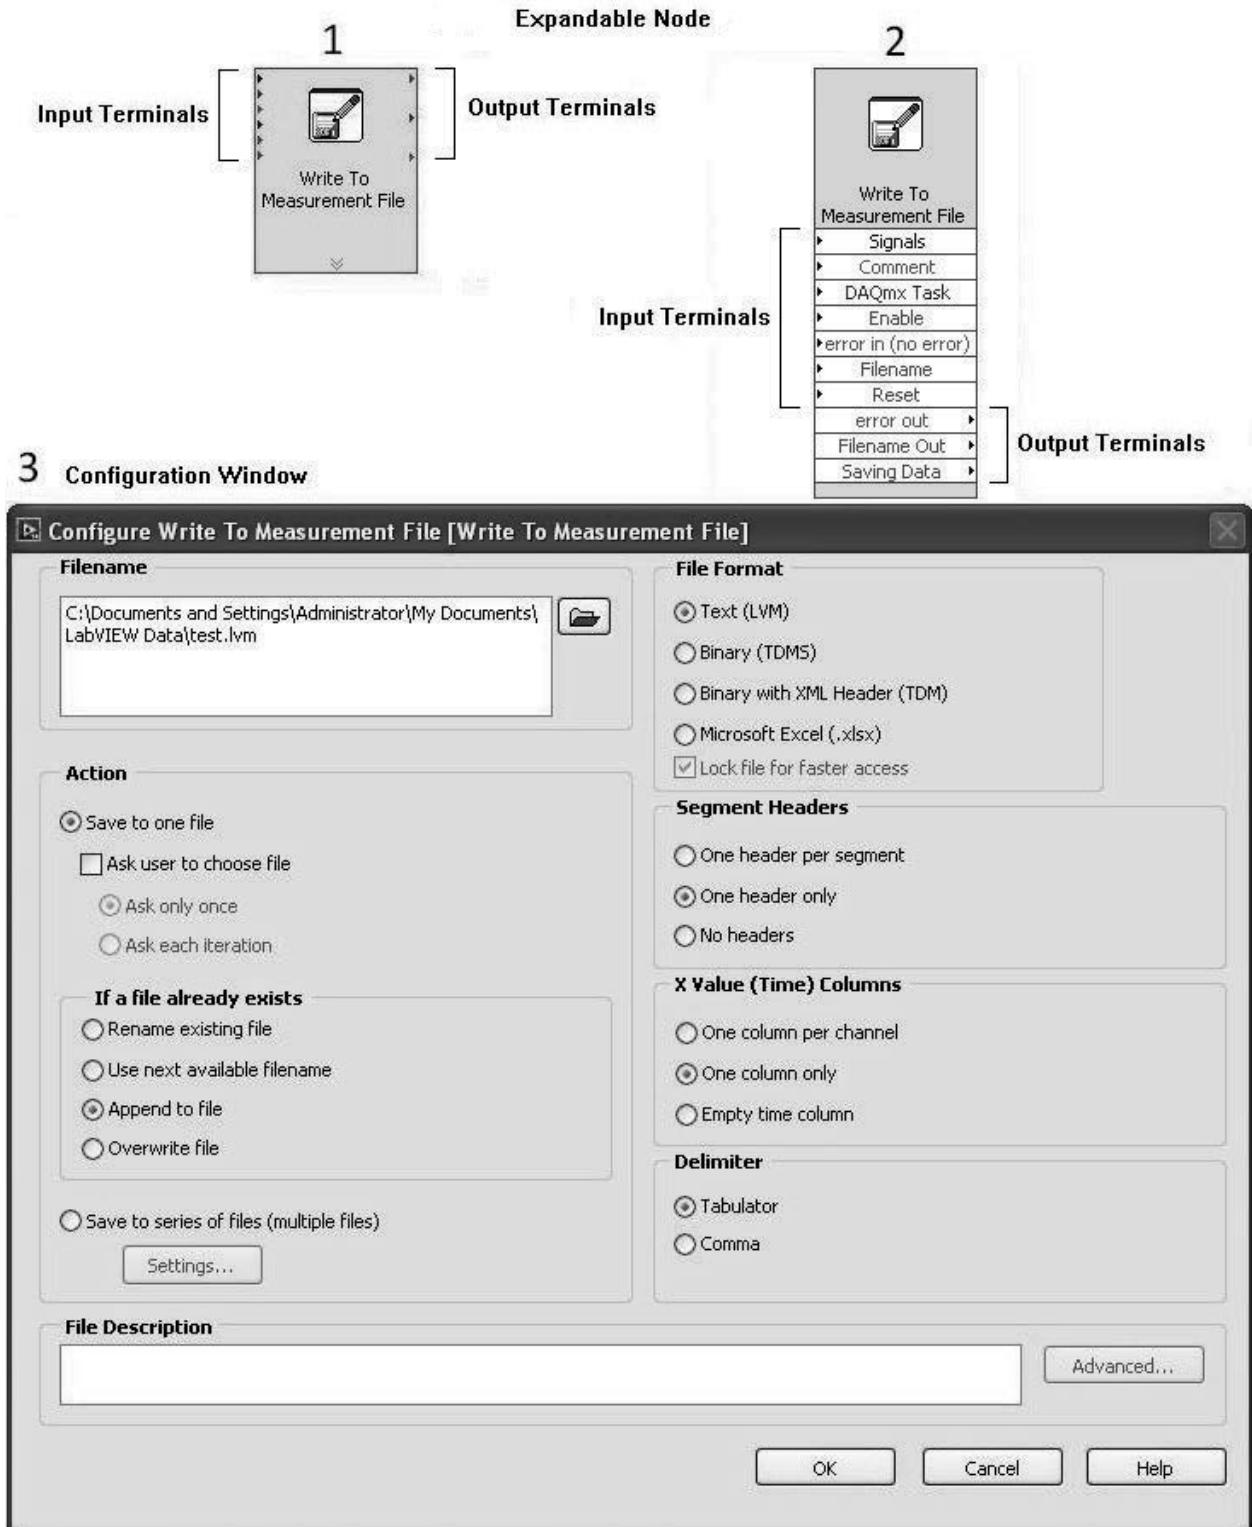 Expandable Node
1
2
Input Terminals
Output Terminals
Write To
Measurement File
Write To
Measurement File
Signals
Comment
DAQmx Task
Enable
error in (no error)
Filename
Reset
error out
Filename Out
Saving Data
Input Terminals
Output Terminals
3 Configuration Window
Configure Write To Measurement File [Write To Measurement File]
Filename
C:\Documents and Settings\Administrator\My Documents\
LabVIEW Data\test.lvm
Action
Save to one file
Ask user to choose file
Ask only once
Ask each iteration
If a file already exists
Rename existing file
Use next available filename
Append to file
Overwrite file
Save to series of files (multiple files)
Settings...
File Format
Text (LVM)
Binary (TDMS)
Binary with XML Header (TDM)
Microsoft Excel (.xlsx)
Lock file for faster access
Segment Headers
One header per segment
One header only
No headers
X Value (Time) Columns
One column per channel
One column only
Empty time column
Delimiter
Tabulator
Comma
File Description
Advanced...
OK
Cancel
Help